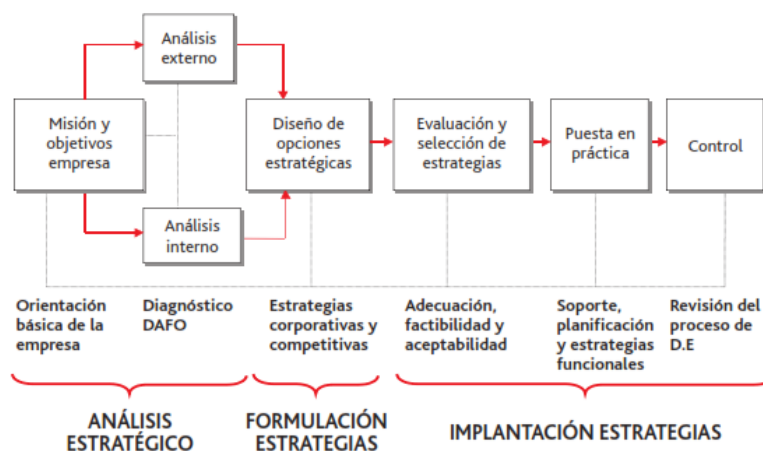 Análisis
externo
Misión y
objetivos
empresa
Análisis
interno
Diseño de
opciones
estratégicas
Evaluación y
selección de
estrategias
Puesta en
práctica
Control
Orientación
básica de la
empresa
Diagnóstico
DAFO
Estrategias
corporativas y
competitivas
Adecuación,
factibilidad y
aceptabilidad
Soporte,
planificación
y estrategias
funcionales
Revisión del
proceso de
D.E
ANÁLISIS
ESTRATÉGICO
FORMULACIÓN
ESTRATEGIAS
IMPLANTACIÓN ESTRATEGIAS